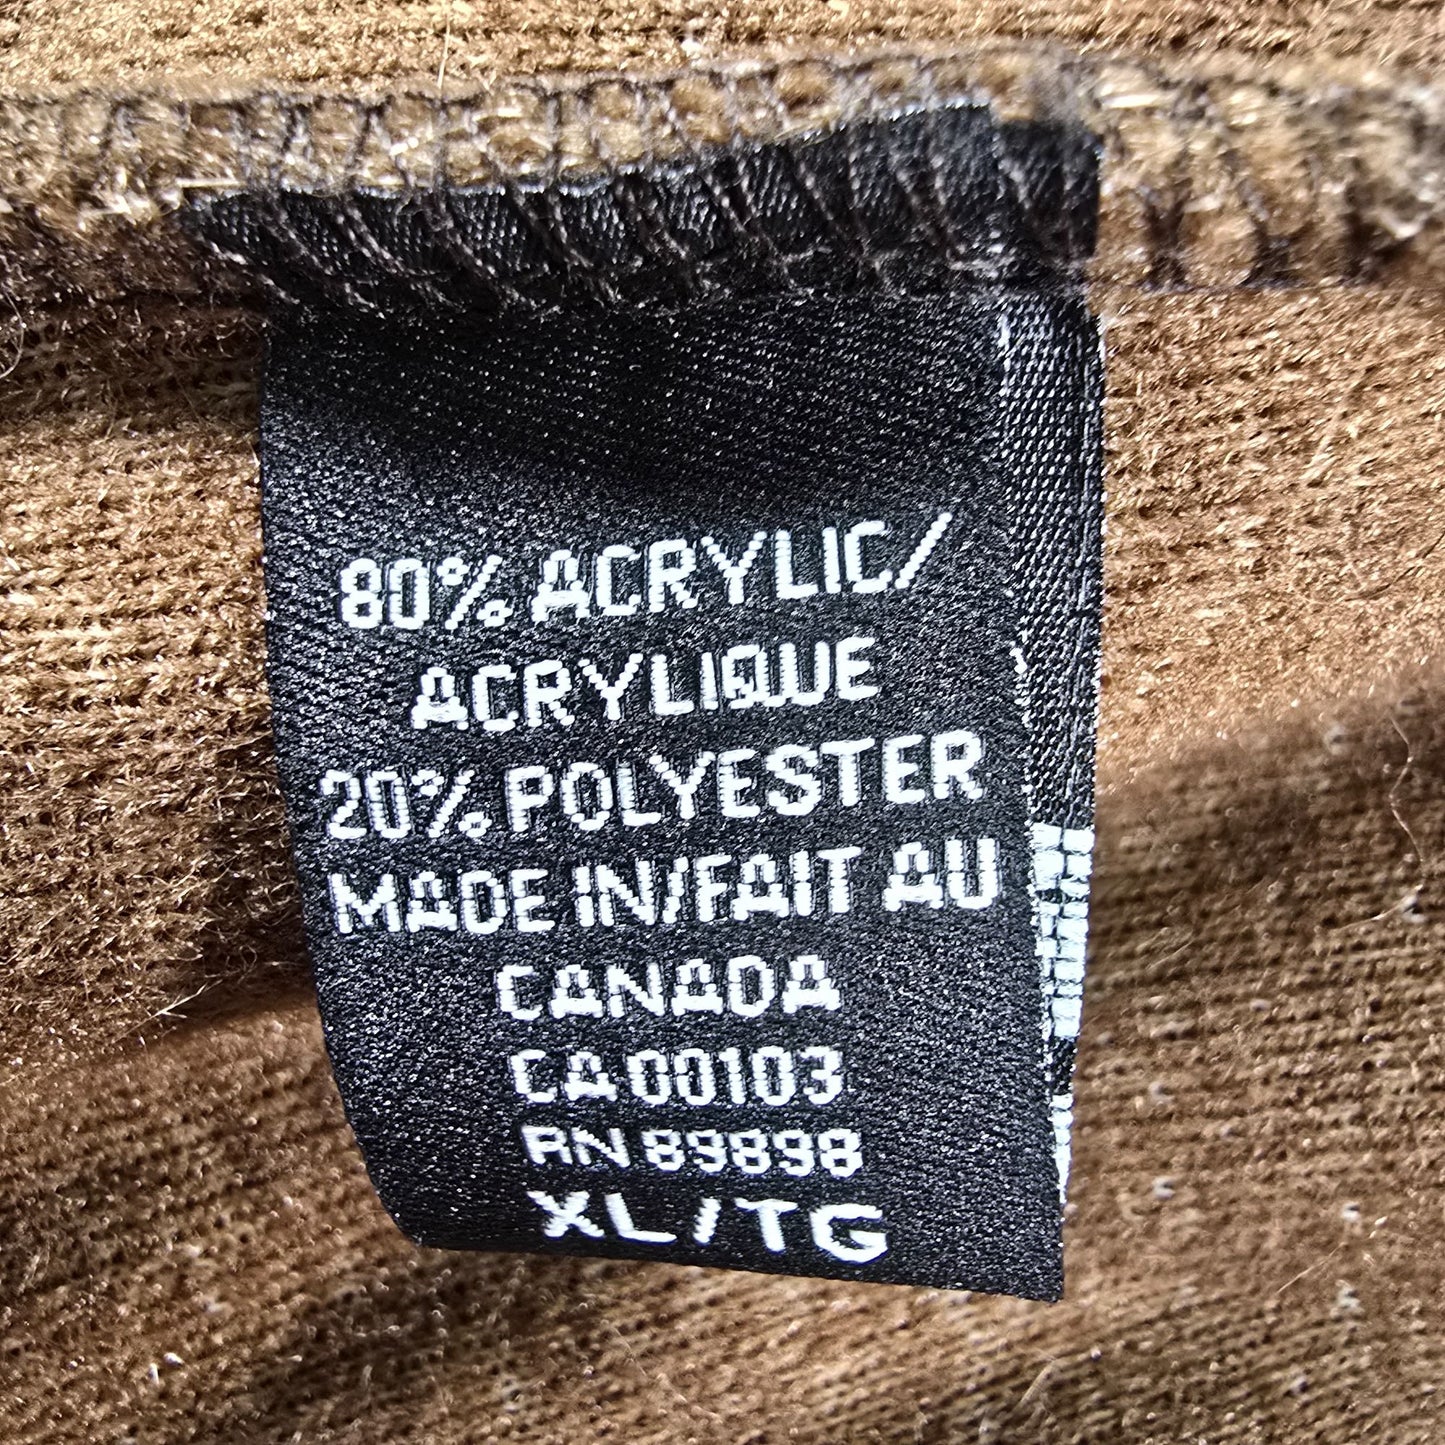 80% ACRYLIC/
ACRYLIQUE
20% POLYESTER
MADE IN/FAIT AU
CANADA
CA 00103
RN 89898
XL/TG